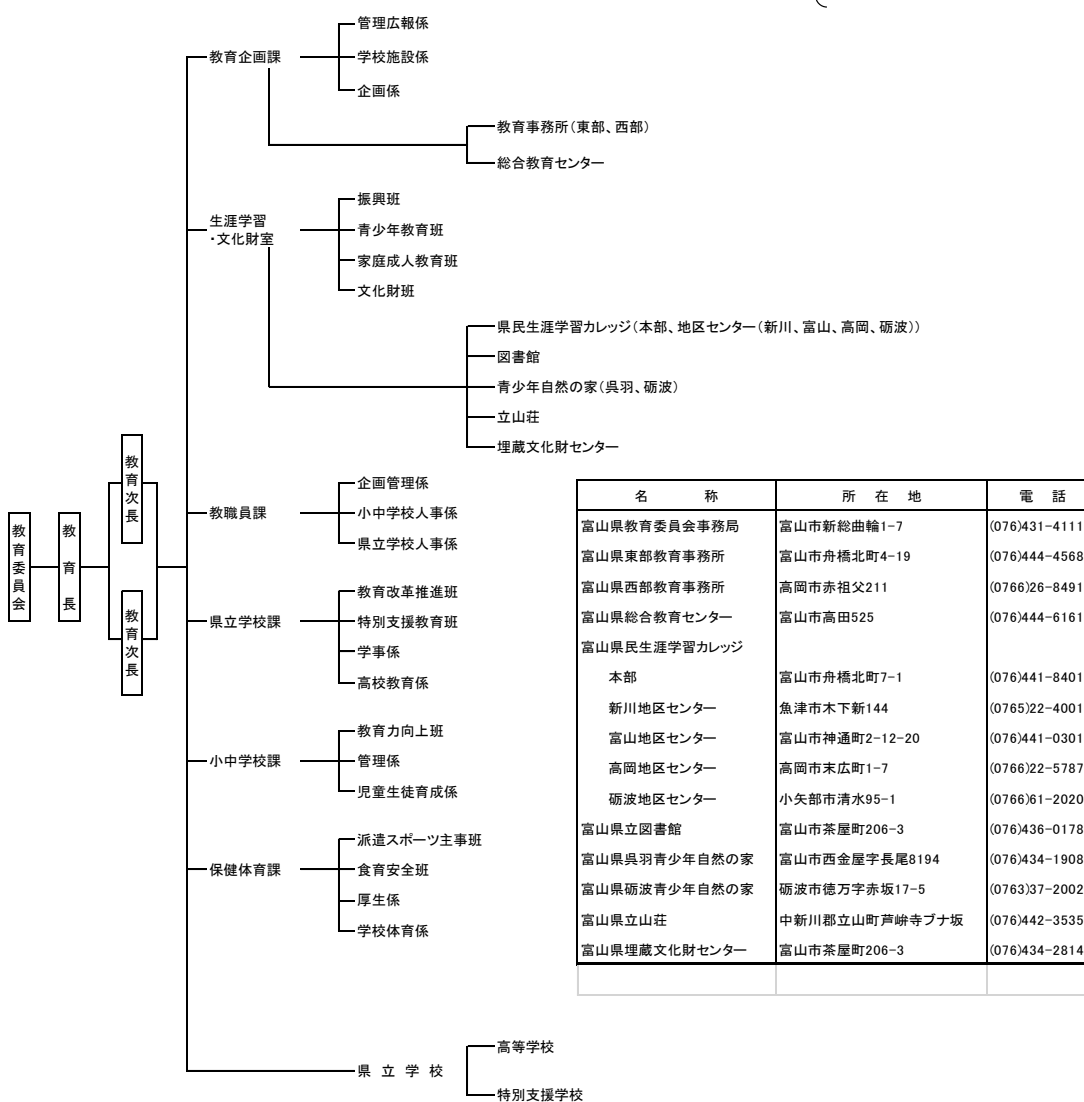 管理広報係
教育企画課
学校施設係
企画係
教育事務所（東部、西部）
総合教育センター
振興班
生涯学習
・文化財室
青少年教育班
家庭成人教育班
文化財班
県民生涯学習カレッジ（本部、地区センター（新川、富山、高岡、砺波））
図書館
青少年自然の家（呉羽、砺波）
立山荘
埋蔵文化財センター
教育委員会
教育長
教育次長
教育次長
企画管理係
教職員課
小中学校人事係
県立学校人事係
教育改革推進班
県立学校課
特別支援教育班
学事係
高校教育係
教育力向上班
小中学校課
管理係
児童生徒育成係
派遣スポーツ主事班
保健体育課
食育安全班
厚生係
学校体育係
県立学校
高等学校
特別支援学校
名称 所在地 電話
富山県教育委員会事務局 富山市新総曲輪1-7 (076)431-4111
富山県東部教育事務所 富山市舟橋北町4-19 (076)444-4568
富山県西部教育事務所 高岡市赤祖父211 (0766)26-8491
富山県総合教育センター 富山市高田525 (076)444-6161
富山県民生涯学習カレッジ
本部 富山市舟橋北町7-1 (076)441-8401
新川地区センター 魚津市木下新144 (0765)22-4001
富山地区センター 富山市神通町2-12-20 (076)441-0301
高岡地区センター 高岡市末広町1-7 (0766)22-5787
砺波地区センター 小矢部市清水95-1 (0766)61-2020
富山県立図書館 富山市茶屋町206-3 (076)436-0178
富山県呉羽青少年自然の家 富山市西金屋字長尾8194 (076)434-1908
富山県砺波青少年自然の家 砺波市徳万字赤坂17-5 (0763)37-2002
富山県立山荘 中新川郡立山町芦峅寺ブナ坂 (076)442-3535
富山県埋蔵文化財センター 富山市茶屋町206-3 (076)434-2814